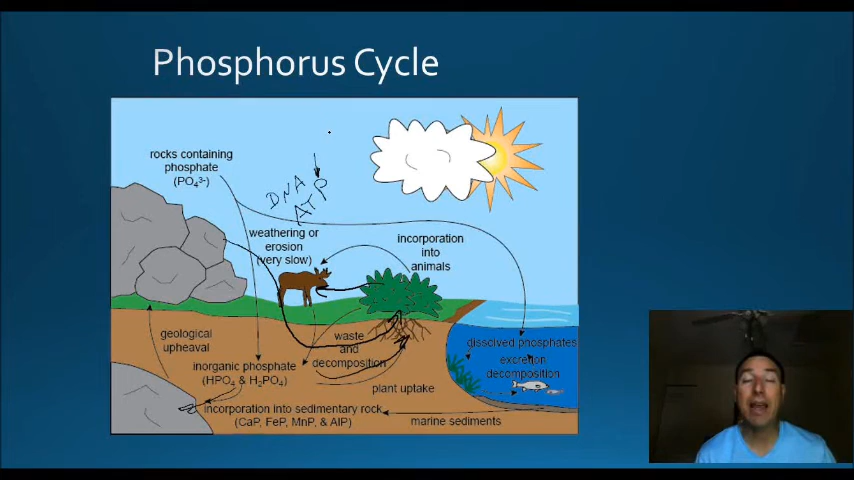 Phosphorus Cycle
rocks containing
phosphate
(PO₄³⁻)
DNA
ATP
weathering or
erosion
(very slow)
incorporation
into
animals
geological
upheaval
waste
and
decomposition
dissolved phosphates
excretion
decomposition
inorganic phosphate
(HPO₄ & H₂PO₄)
plant uptake
incorporation into sedimentary rock
(CaP, FeP, MnP, & AlP)
marine sediments